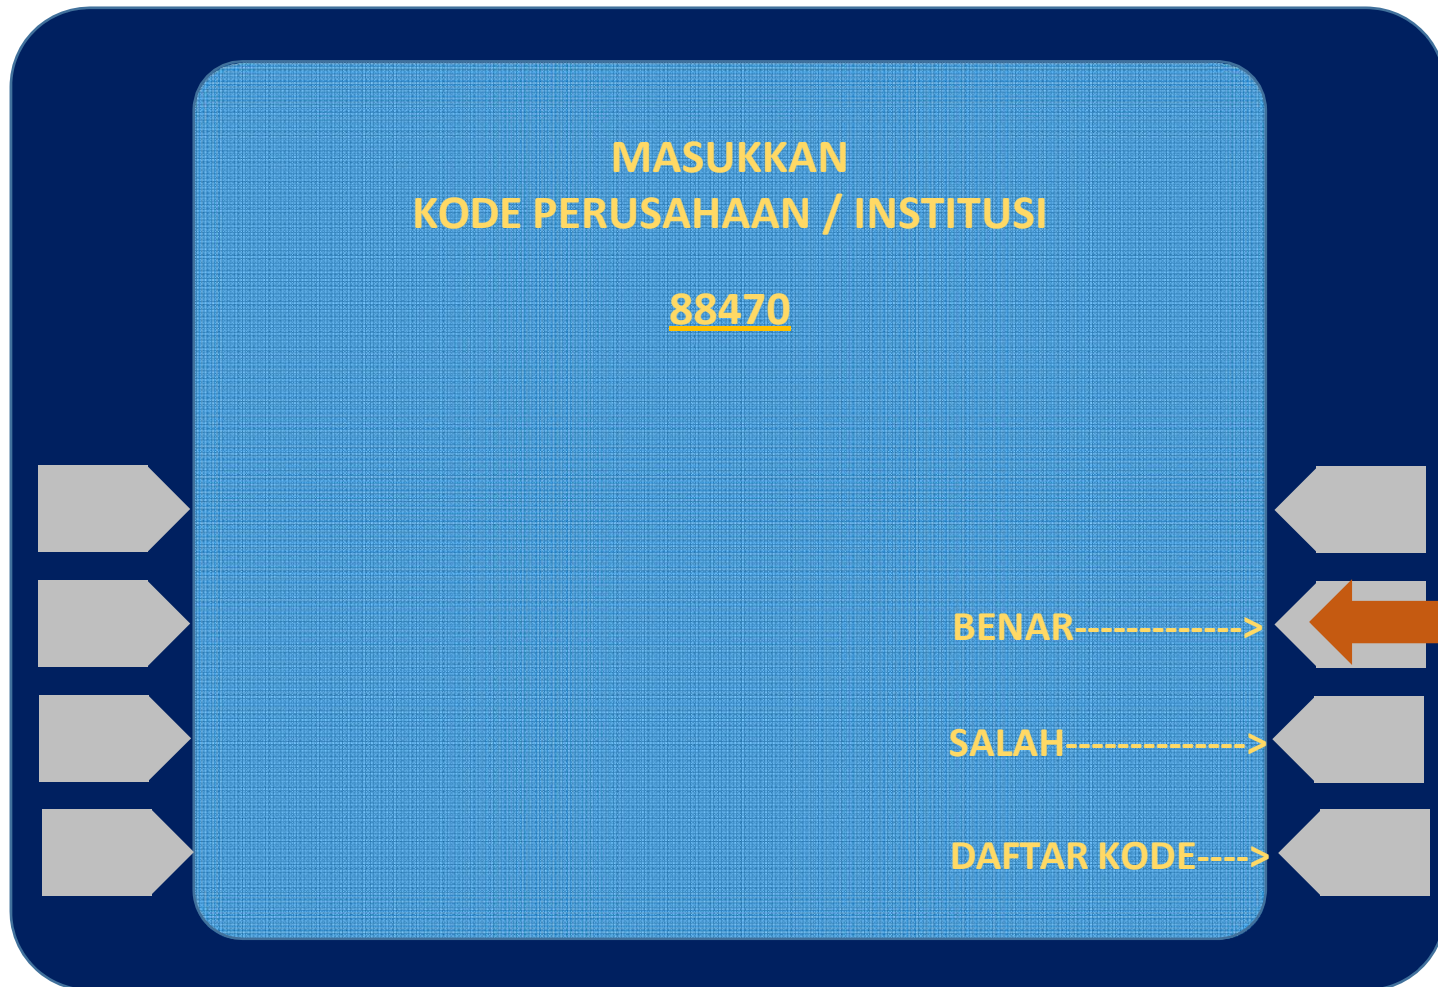 MASUKKAN
KODE PERUSAHAAN / INSTITUSI
88470
BENAR------------->
SALAH-------------->
DAFTAR KODE---->